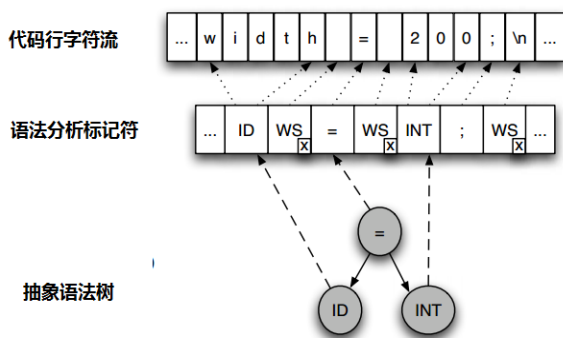 代码行字符流 ... w i d t h = 2 0 0 ; \n ...
语法分析标记符 ... ID WS = WS INT ; WS ...
X X X
=
抽象语法树
ID INT